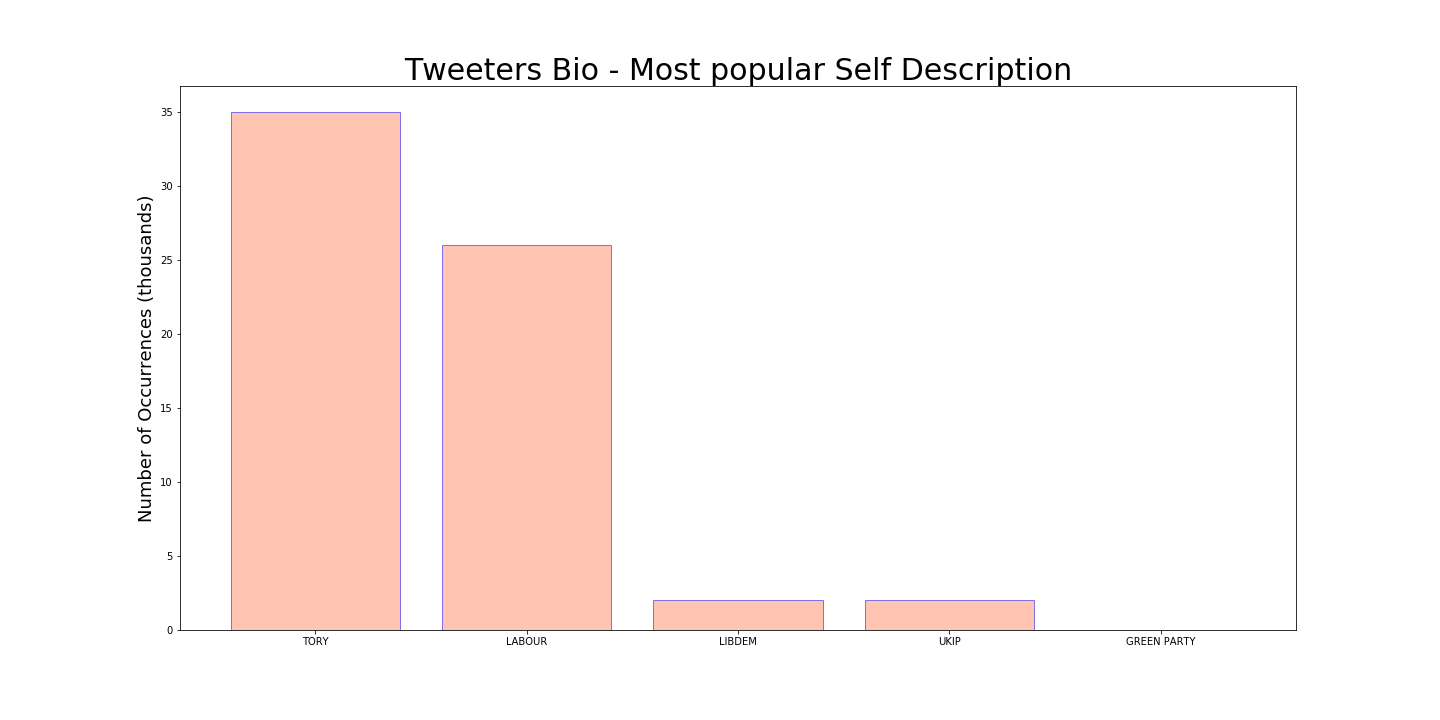 Tweeters Bio - Most popular Self Description
Number of Occurrences (thousands)
35
30
25
20
15
10
5
0
TORY LABOUR LIBDEM UKIP GREEN PARTY